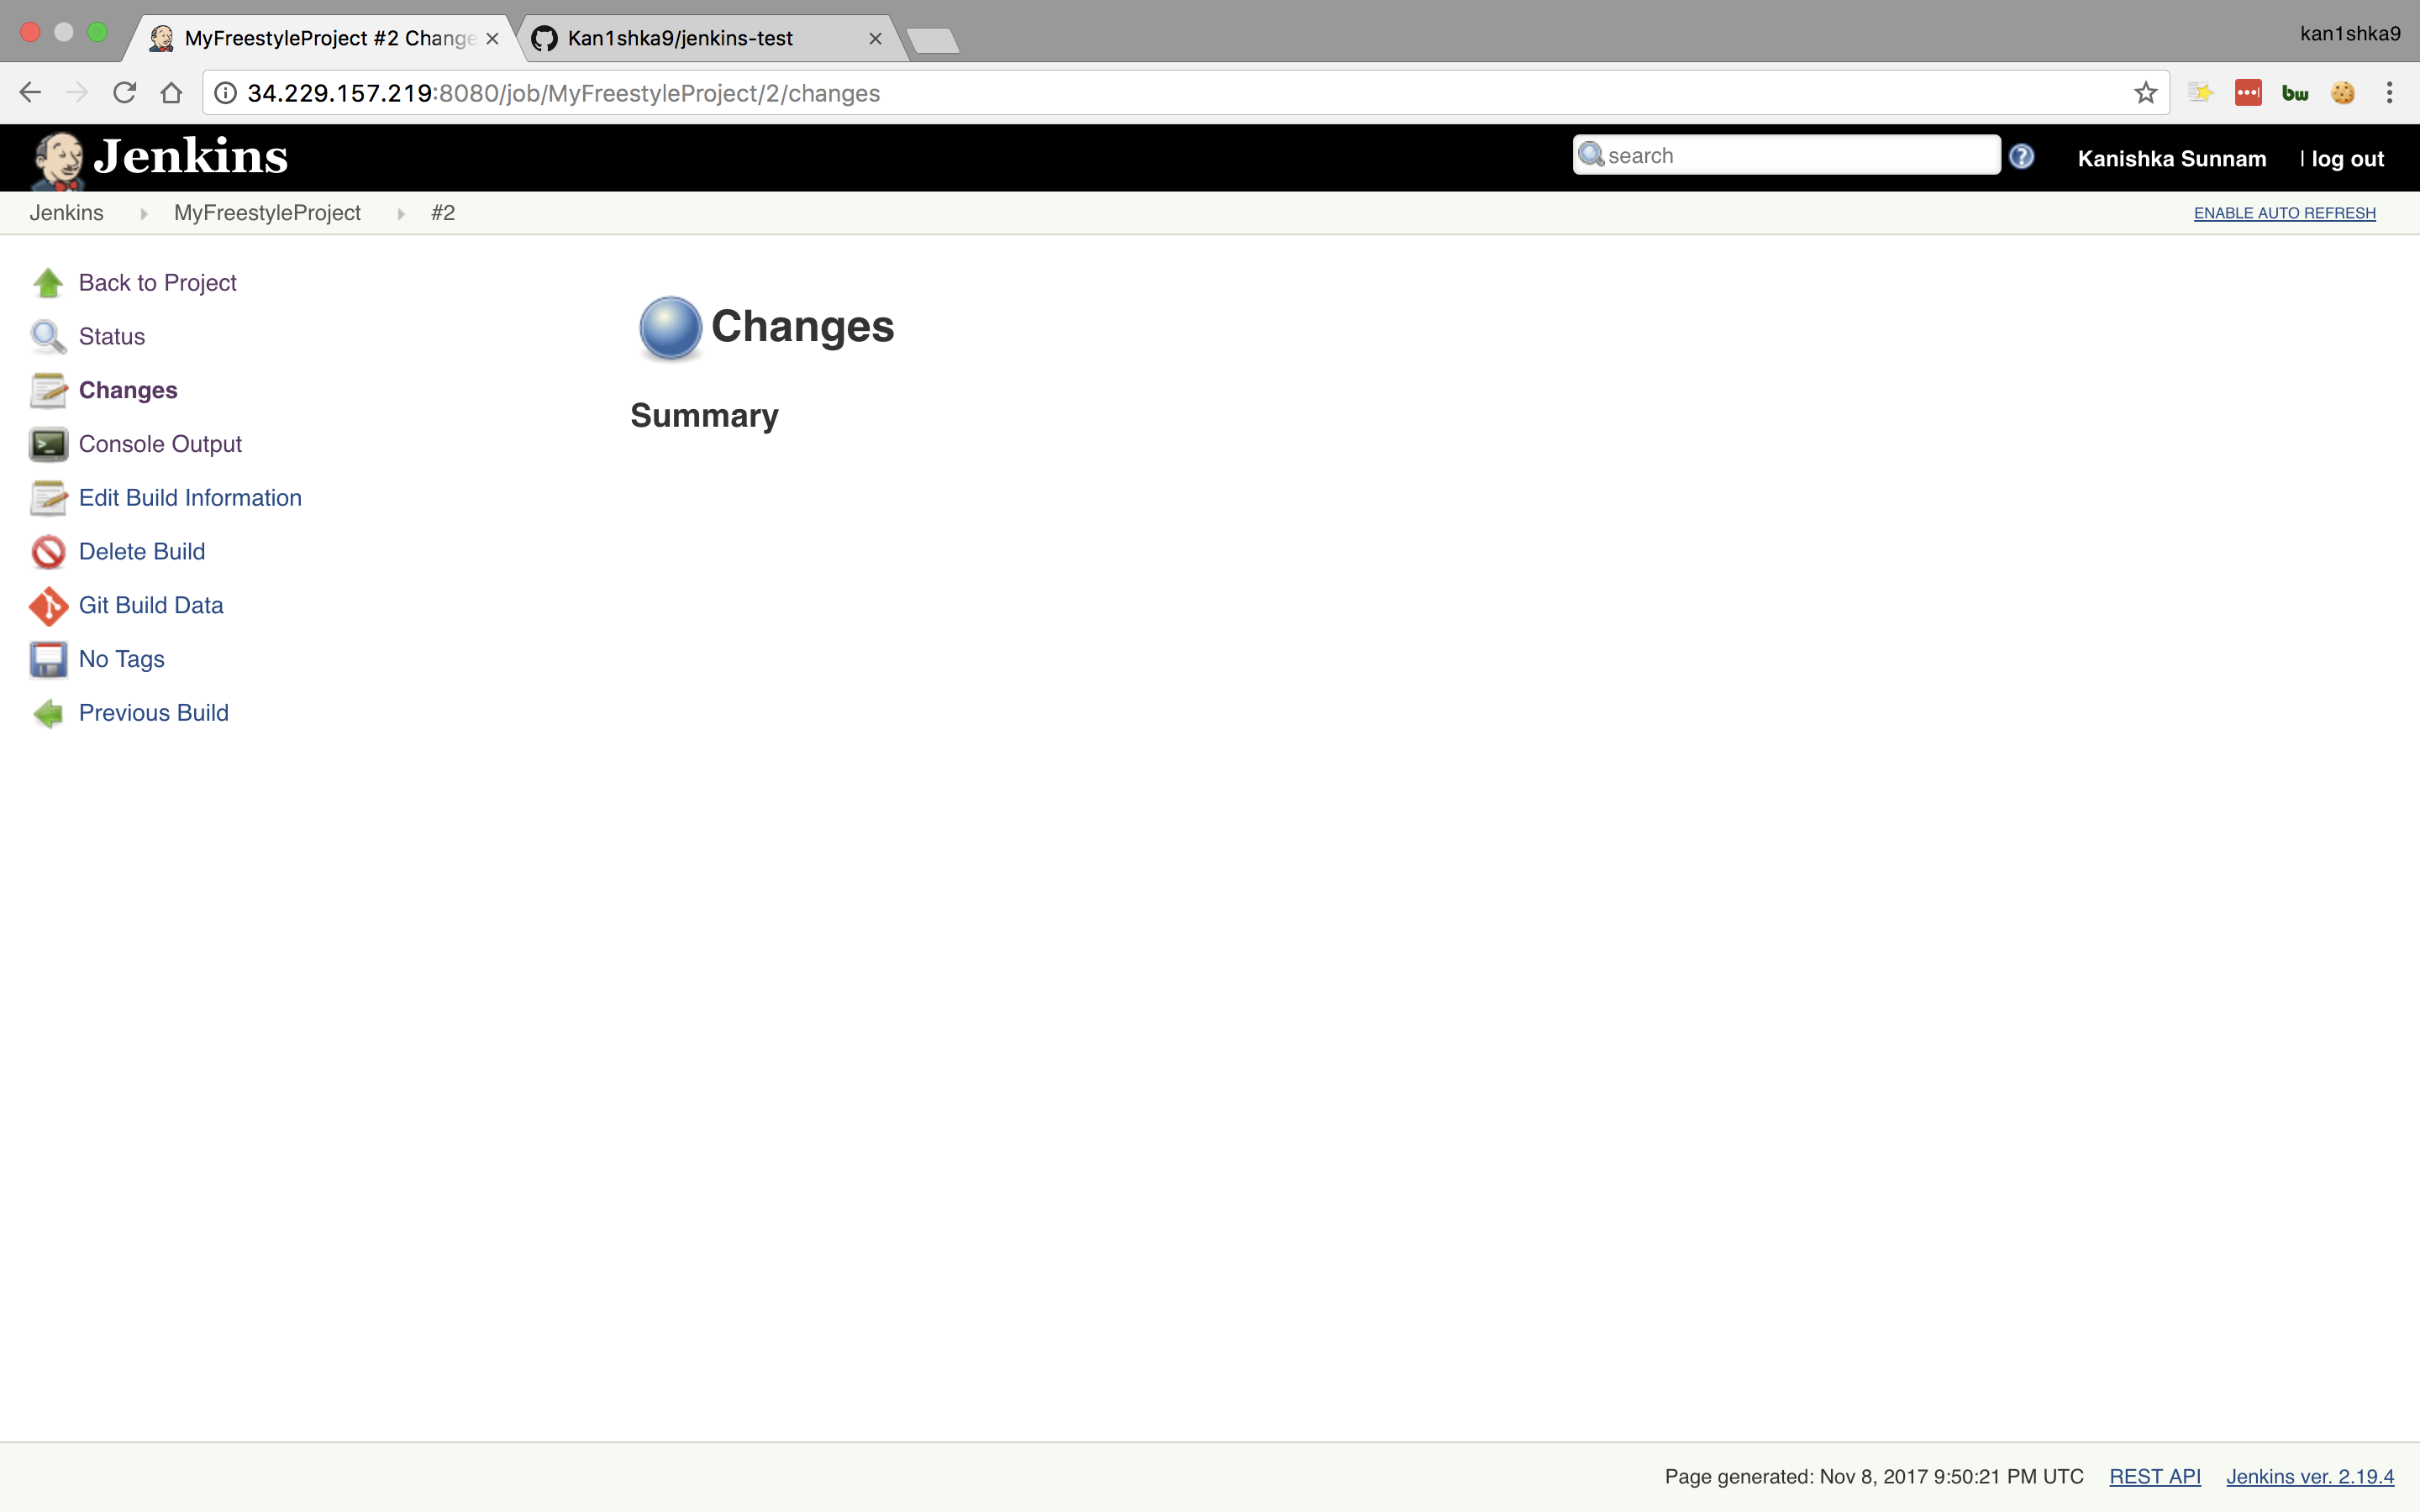 MyFreestyleProject #2 Change
Kan1shka9/jenkins-test
kan1shka9
34.229.157.219:8080/job/MyFreestyleProject/2/changes
bw
Jenkins
search
Kanishka Sunnam
| log out
Jenkins
MyFreestyleProject
#2
ENABLE AUTO REFRESH
Back to Project
Status
Changes
Console Output
Edit Build Information
Delete Build
Git Build Data
No Tags
Previous Build
Changes
Summary
Page generated: Nov 8, 2017 9:50:21 PM UTC
REST API
Jenkins ver. 2.19.4